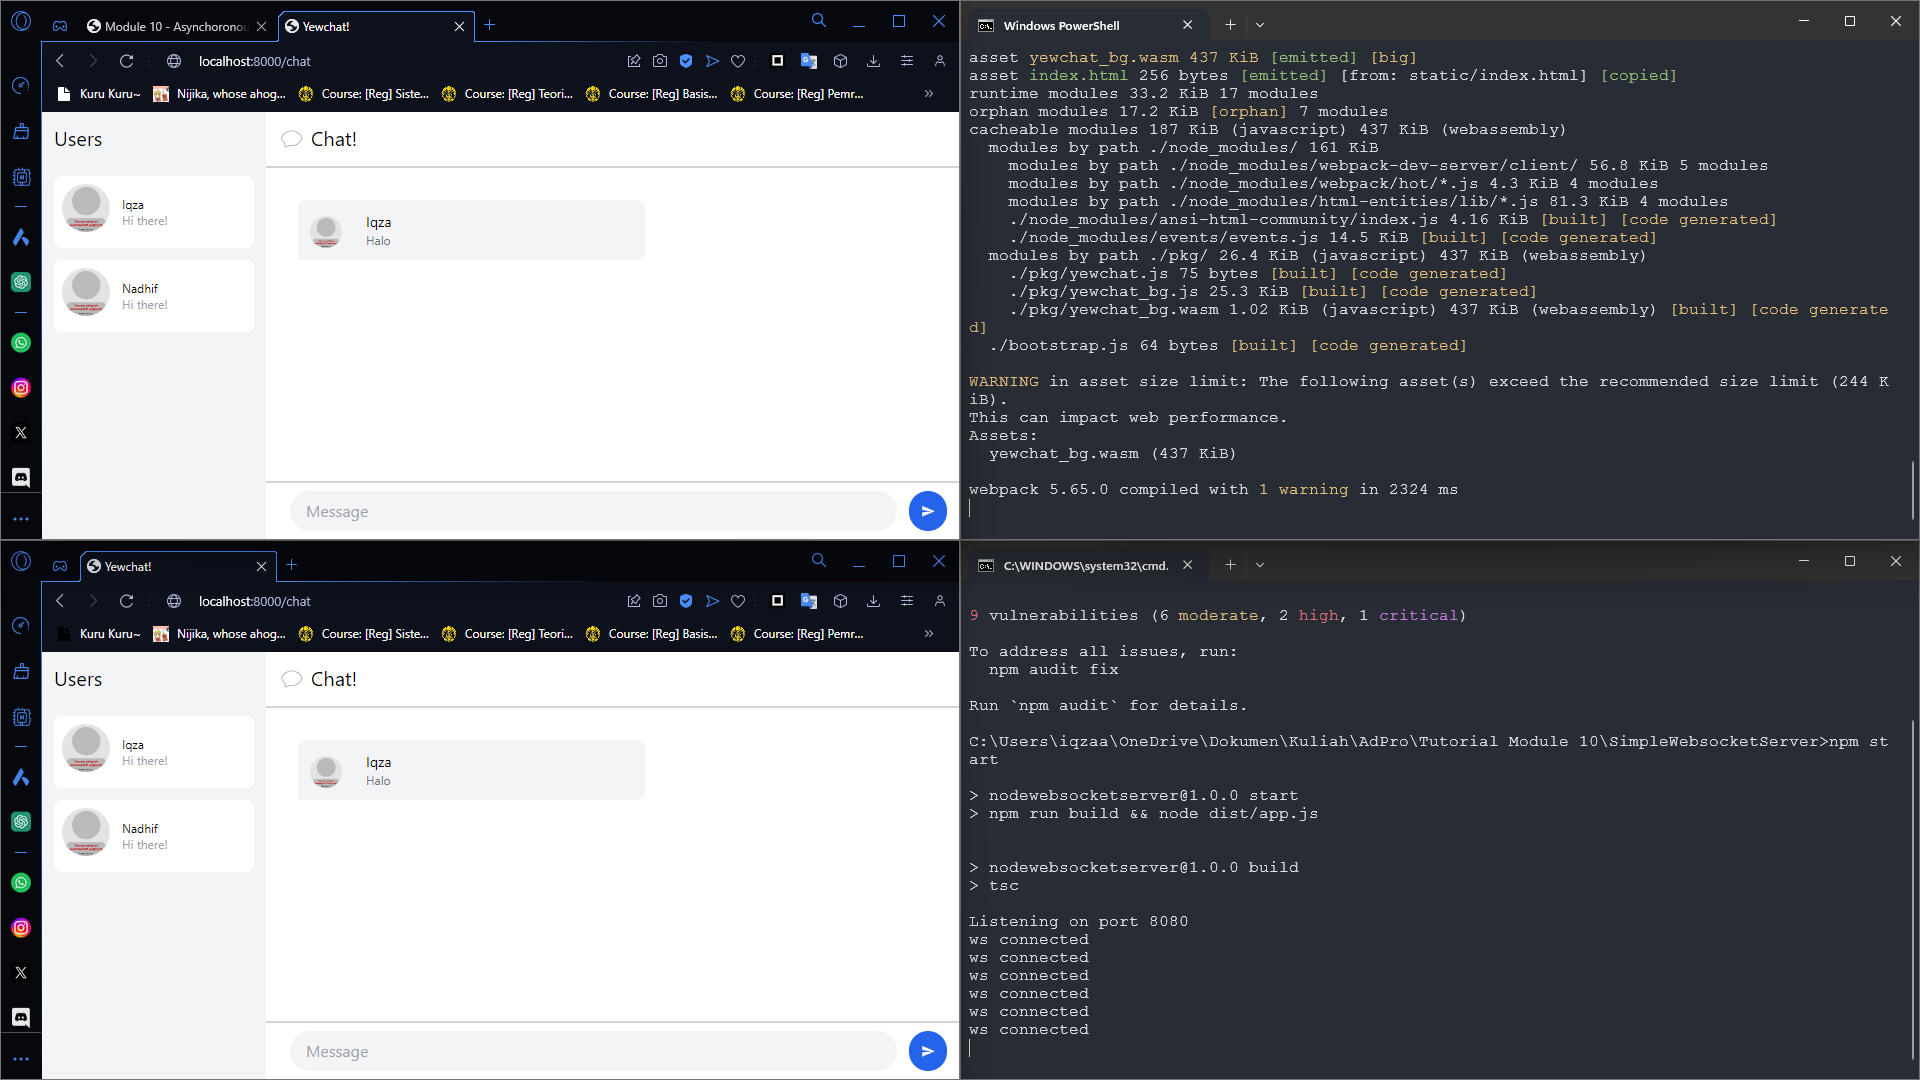 Module 10 - Asynchoronou
Yewchat!
localhost:8000/chat
Kuru Kuru~
Nijika, whose ahog...
Course: [Reg] Siste...
Course: [Reg] Teori...
Course: [Reg] Basis...
Course: [Reg] Pemr...
Users
Chat!
Iqza
Hi there!
Nadhif
Hi there!
Iqza
Halo
Message
Windows PowerShell
asset yewchat_bg.wasm 437 KiB [emitted] [big]
asset index.html 256 bytes [emitted] [from: static/index.html] [copied]
runtime modules 33.2 KiB 17 modules
orphan modules 17.2 KiB [orphan] 7 modules
cacheable modules 187 KiB (javascript) 437 KiB (webassembly)
modules by path ./node_modules/ 161 KiB
modules by path ./node_modules/webpack-dev-server/client/ 56.8 KiB 5 modules
modules by path ./node_modules/webpack/hot/*.js 4.3 KiB 4 modules
modules by path ./node_modules/html-entities/lib/*.js 81.3 KiB 4 modules
./node_modules/ansi-html-community/index.js 4.16 KiB [built] [code generated]
./node_modules/events/events.js 14.5 KiB [built] [code generated]
modules by path ./pkg/ 26.4 KiB (javascript) 437 KiB (webassembly)
./pkg/yewchat.js 75 bytes [built] [code generated]
./pkg/yewchat_bg.js 25.3 KiB [built] [code generated]
./pkg/yewchat_bg.wasm 1.02 KiB (javascript) 437 KiB (webassembly) [built] [code generate
d]
./bootstrap.js 64 bytes [built] [code generated]
WARNING in asset size limit: The following asset(s) exceed the recommended size limit (244 K
iB).
This can impact web performance.
Assets:
yewchat_bg.wasm (437 KiB)
webpack 5.65.0 compiled with 1 warning in 2324 ms
Yewchat!
localhost:8000/chat
Kuru Kuru~
Nijika, whose ahog...
Course: [Reg] Siste...
Course: [Reg] Teori...
Course: [Reg] Basis...
Course: [Reg] Pemr...
Users
Chat!
Iqza
Hi there!
Nadhif
Hi there!
Iqza
Halo
Message
C:\WINDOWS\system32\cmd.
9 vulnerabilities (6 moderate, 2 high, 1 critical)
To address all issues, run:
npm audit fix
Run `npm audit` for details.
C:\Users\iqzaa\OneDrive\Dokumen\Kuliah\AdPro\Tutorial Module 10\SimpleWebsocketServer>npm st
art
> nodewebsocketserver@1.0.0 start
> npm run build && node dist/app.js
> nodewebsocketserver@1.0.0 build
> tsc
Listening on port 8080
ws connected
ws connected
ws connected
ws connected
ws connected
ws connected